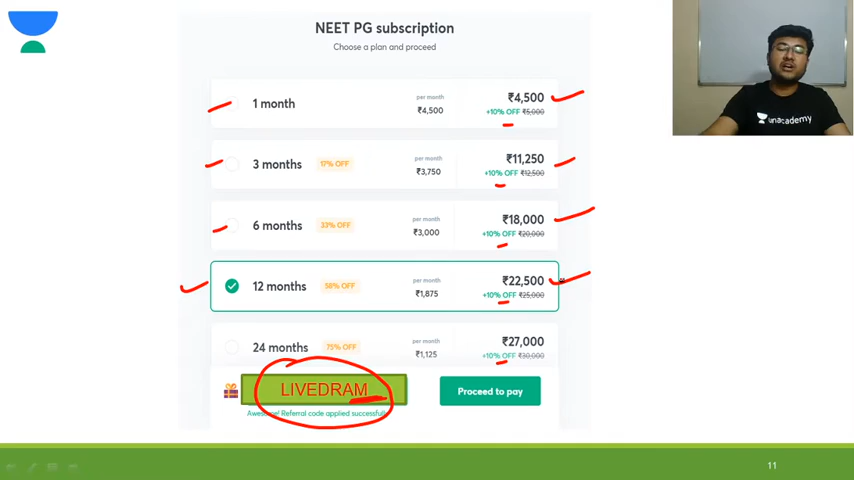 NEET PG subscription
Choose a plan and proceed
1 month
per month
₹4,500
₹4,500
+10% OFF ₹5,000
3 months
17% OFF
per month
₹3,750
₹11,250
+10% OFF ₹12,500
6 months
33% OFF
per month
₹3,000
₹18,000
+10% OFF ₹20,000
12 months
58% OFF
per month
₹1,875
₹22,500
+10% OFF ₹25,000
24 months
75% OFF
per month
₹1,125
₹27,000
+10% OFF ₹30,000
LIVEDRAM
Awesome! Referral code applied successfully
Proceed to pay
unacademy
11